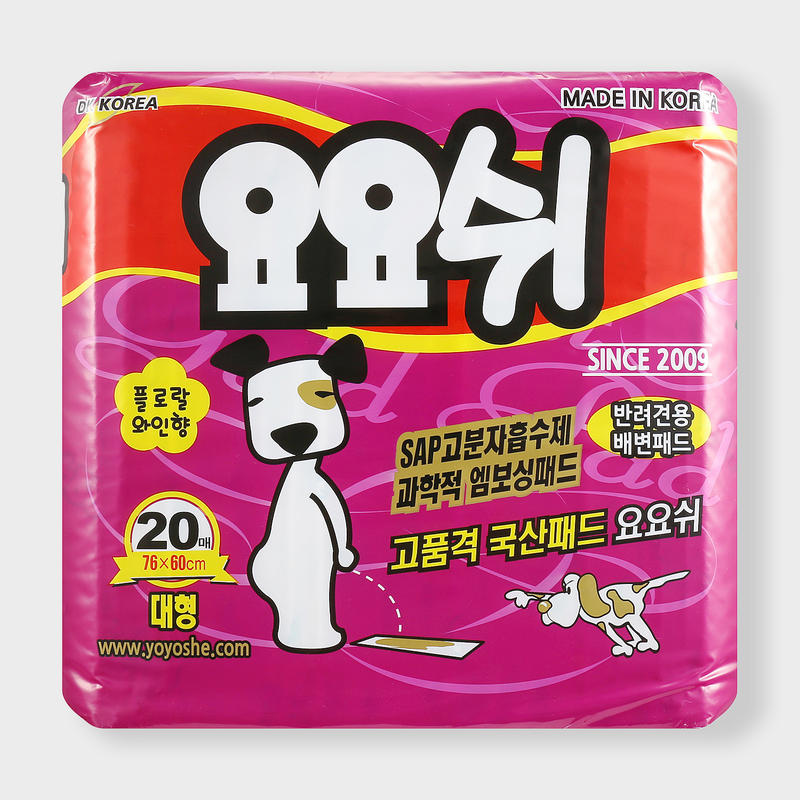 DK KOREA
MADE IN KOREA
요요쉬
SINCE 2009
플로랄
와인향
SAP고분자흡수제
과학적 엠보싱패드
반려견용
배변패드
고품격 국산패드 요요쉬
20매
76×60cm
대형
www.yoyoshe.com